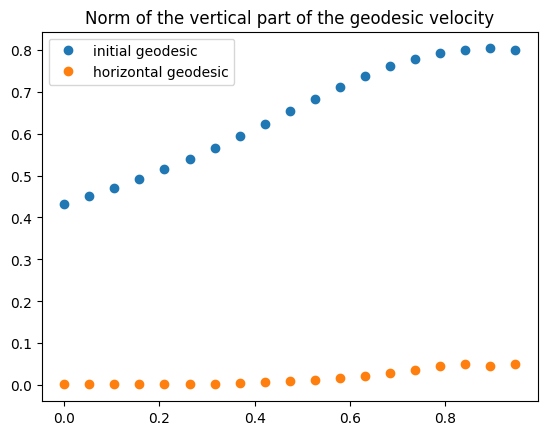 Norm of the vertical part of the geodesic velocity
initial geodesic
horizontal geodesic
0.8
0.7
0.6
0.5
0.4
0.3
0.2
0.1
0.0
0.0 0.2 0.4 0.6 0.8